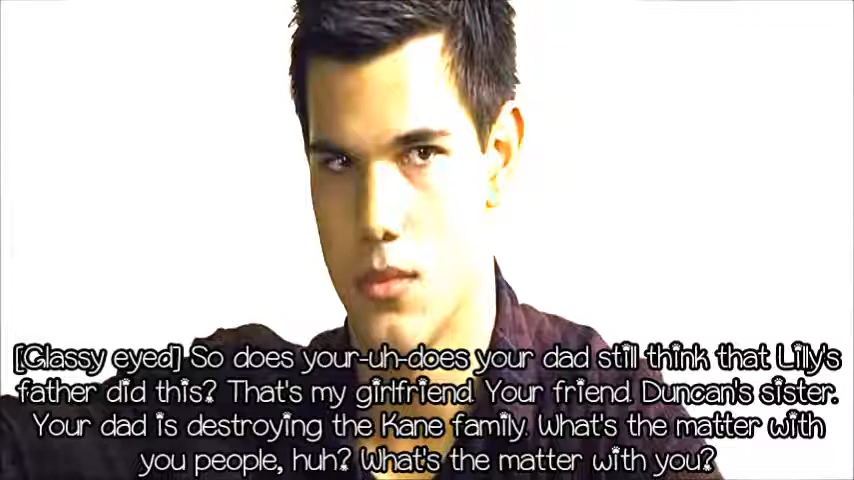 [Glassy eyed] So does your-uh-does your dad still think that Lilly's
father did this? That's my girlfriend. Your friend. Duncan's sister.
Your dad is destroying the Kane family. What's the matter with
you people, huh? What's the matter with you?